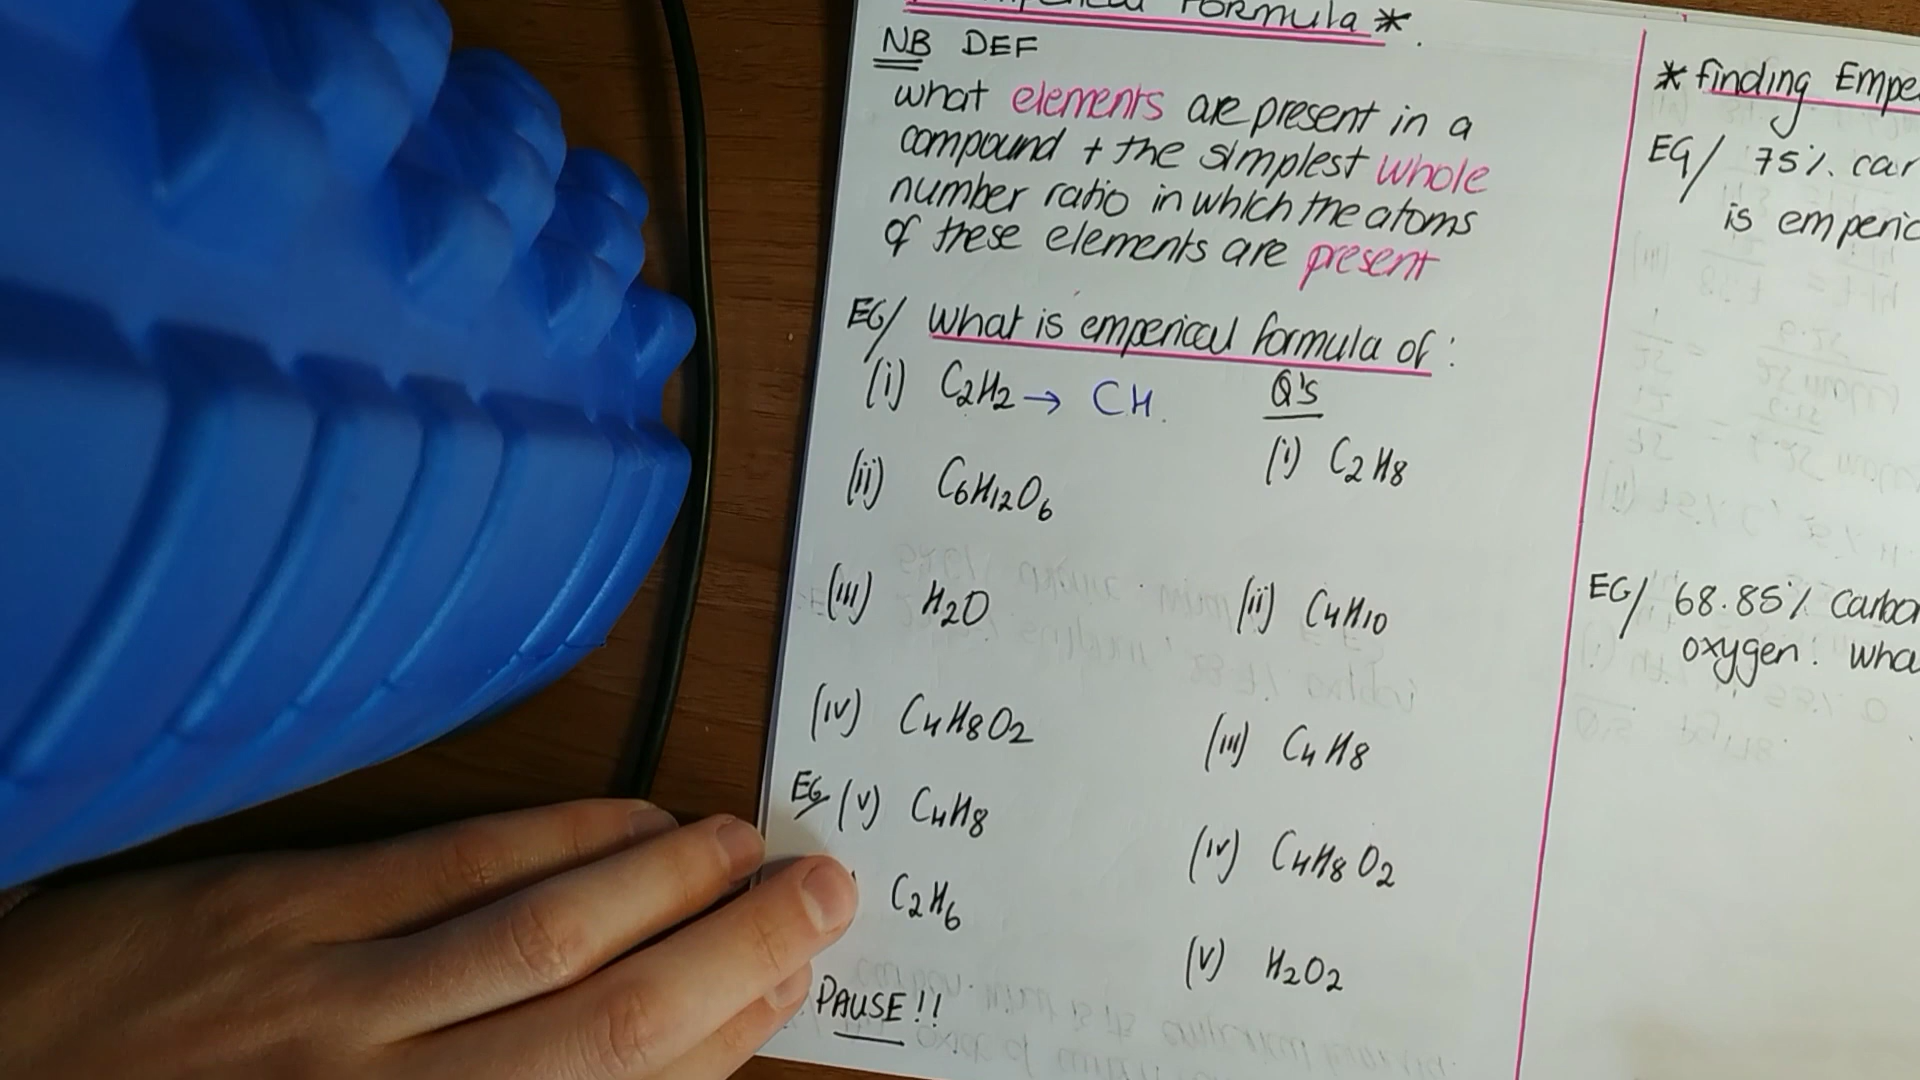 Formula *.
NB DEF
what elements are present in a
compound + the simplest whole
number ratio in which the atoms
of these elements are present
EG/ what is emperical formula of :
(i) C2H2 → CH.
(ii) C6H12O6
(iii) H2O
(iv) C4H8O2
EG/ (v) C4H8
C2H6
PAUSE!!
Q's
(i) C2H8
(ii) C4H10
(iii) C4H8
(iv) C4H8O2
(v) H2O2
* finding Empe
EG/ 75%. car
is emperic
EG/ 68.85% carbon
oxygen. wha